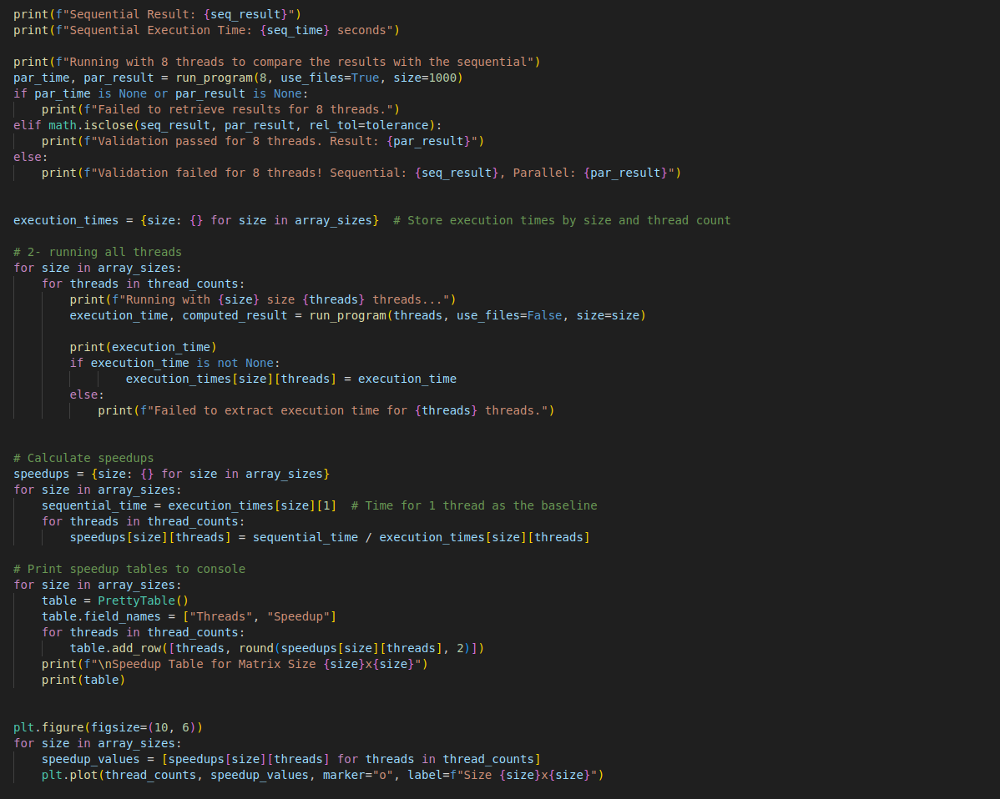 print(f"Sequential Result: {seq_result}")
print(f"Sequential Execution Time: {seq_time} seconds")

print(f"Running with 8 threads to compare the results with the sequential")
par_time, par_result = run_program(8, use_files=True, size=1000)
if par_time is None or par_result is None:
    print(f"Failed to retrieve results for 8 threads.")
elif math.isclose(seq_result, par_result, rel_tol=tolerance):
    print(f"Validation passed for 8 threads. Result: {par_result}")
else:
    print(f"Validation failed for 8 threads! Sequential: {seq_result}, Parallel: {par_result}")


execution_times = {size: {} for size in array_sizes}  # Store execution times by size and thread count

# 2- running all threads
for size in array_sizes:
    for threads in thread_counts:
        print(f"Running with {size} size {threads} threads...")
        execution_time, computed_result = run_program(threads, use_files=False, size=size)

        print(execution_time)
        if execution_time is not None:
                execution_times[size][threads] = execution_time
        else:
            print(f"Failed to extract execution time for {threads} threads.")


# Calculate speedups
speedups = {size: {} for size in array_sizes}
for size in array_sizes:
    sequential_time = execution_times[size][1]  # Time for 1 thread as the baseline
    for threads in thread_counts:
        speedups[size][threads] = sequential_time / execution_times[size][threads]

# Print speedup tables to console
for size in array_sizes:
    table = PrettyTable()
    table.field_names = ["Threads", "Speedup"]
    for threads in thread_counts:
        table.add_row([threads, round(speedups[size][threads], 2)])
    print(f"\nSpeedup Table for Matrix Size {size}x{size}")
    print(table)


plt.figure(figsize=(10, 6))
for size in array_sizes:
    speedup_values = [speedups[size][threads] for threads in thread_counts]
    plt.plot(thread_counts, speedup_values, marker="o", label=f"Size {size}x{size}")